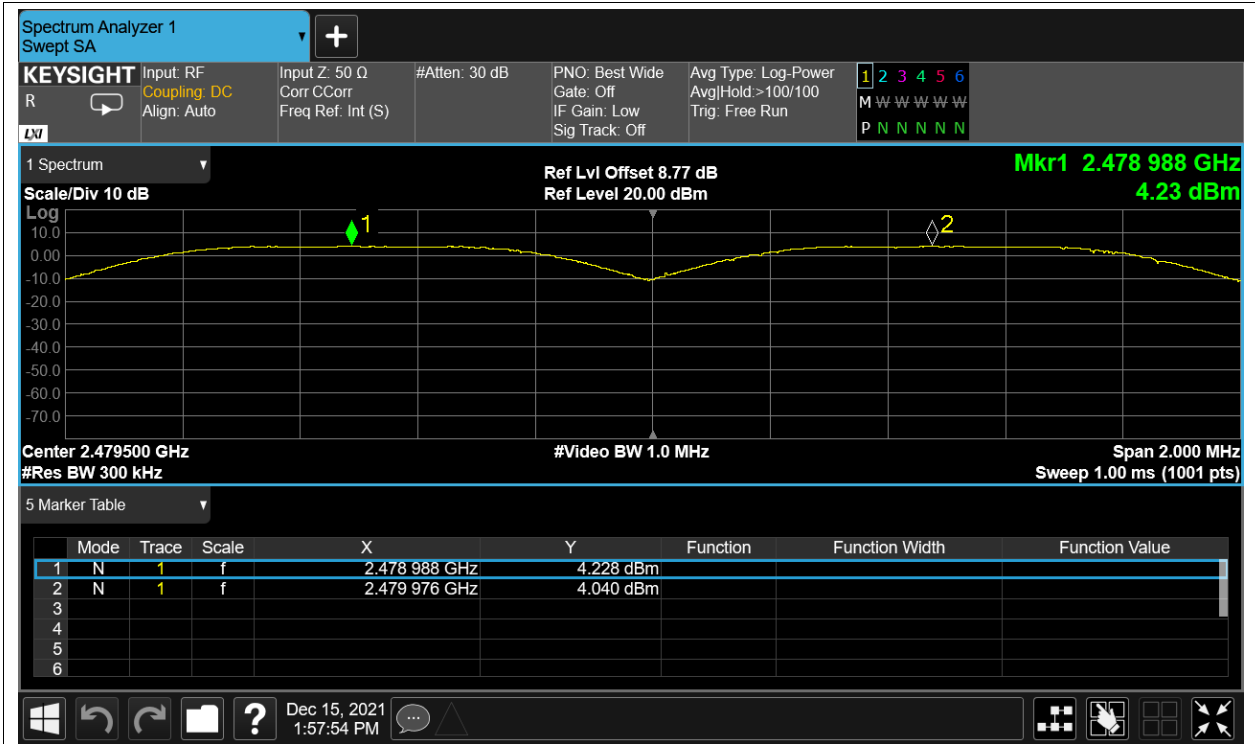 Spectrum Analyzer 1
Swept SA
KEYSIGHT
R
LXI
Input: RF
Coupling: DC
Align: Auto
Input Z: 50 Ω
Corr CCorr
Freq Ref: Int (S)
#Atten: 30 dB
PNO: Best Wide
Gate: Off
IF Gain: Low
Sig Track: Off
Avg Type: Log-Power
Avg|Hold:>100/100
Trig: Free Run
1 2 3 4 5 6
M W W W W W
P N N N N N
1 Spectrum
Scale/Div 10 dB
Ref Lvl Offset 8.77 dB
Ref Level 20.00 dBm
Mkr1 2.478 988 GHz
4.23 dBm
Log
10.0
0.00
-10.0
-20.0
-30.0
-40.0
-50.0
-60.0
-70.0
1
2
Center 2.479500 GHz
#Res BW 300 kHz
#Video BW 1.0 MHz
Span 2.000 MHz
Sweep 1.00 ms (1001 pts)
5 Marker Table
Mode Trace Scale X Y Function Function Width Function Value
1 N 1 f 2.478 988 GHz 4.228 dBm
2 N 1 f 2.479 976 GHz 4.040 dBm
3
4
5
6
?
Dec 15, 2021
1:57:54 PM